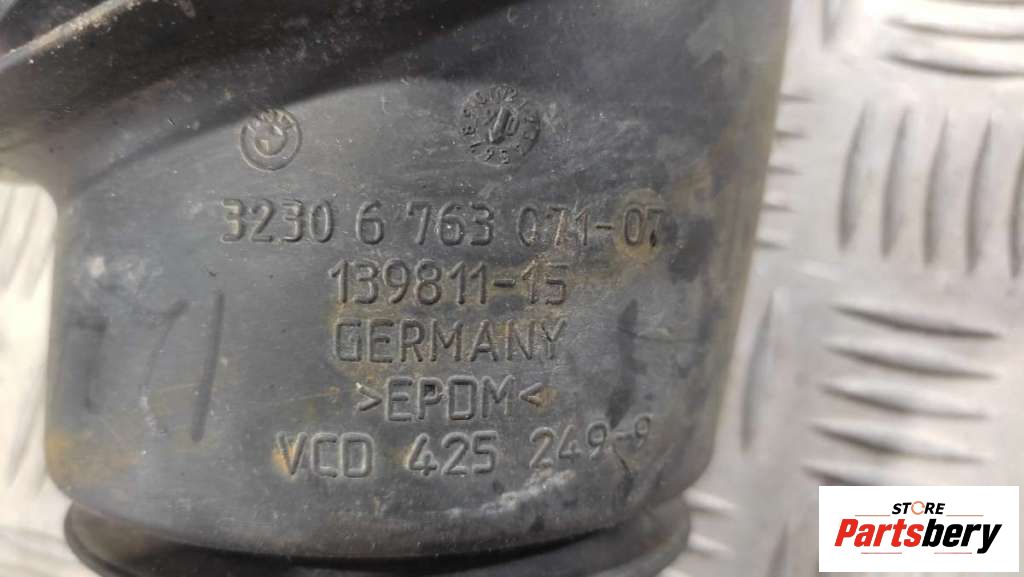 3230 6 763 071-07
139811-15
GERMANY
>EPDM<
VCD 425 249-9
STORE
Partsbery